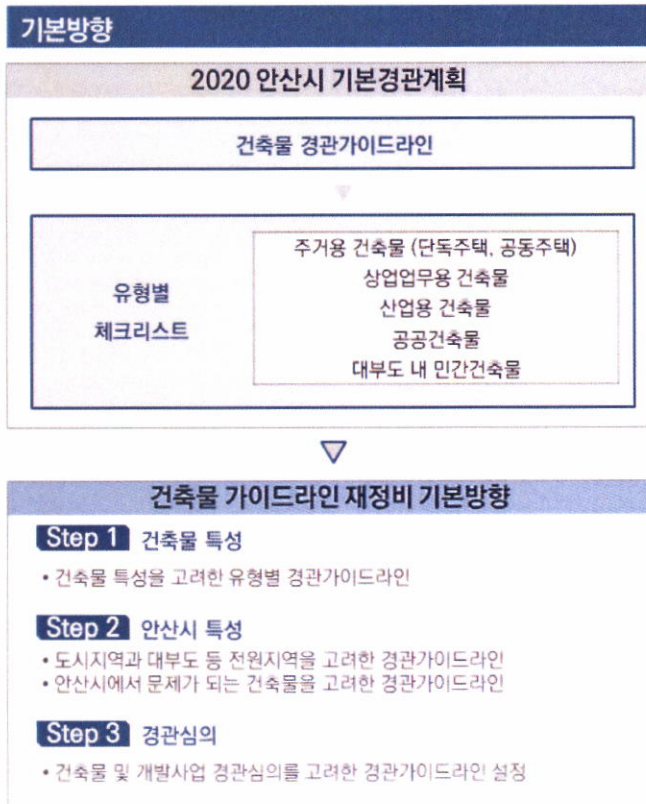 기본방향
2020 안산시 기본경관계획
건축물 경관가이드라인
유형별
체크리스트
주거용 건축물 (단독주택, 공동주택)
상업업무용 건축물
산업용 건축물
공공건축물
대부도 내 민간건축물
건축물 가이드라인 재정비 기본방향
Step 1 건축물 특성
• 건축물 특성을 고려한 유형별 경관가이드라인
Step 2 안산시 특성
• 도시지역과 대부도 등 전원지역을 고려한 경관가이드라인
• 안산시에서 문제가 되는 건축물을 고려한 경관가이드라인
Step 3 경관심의
• 건축물 및 개발사업 경관심의를 고려한 경관가이드라인 설정